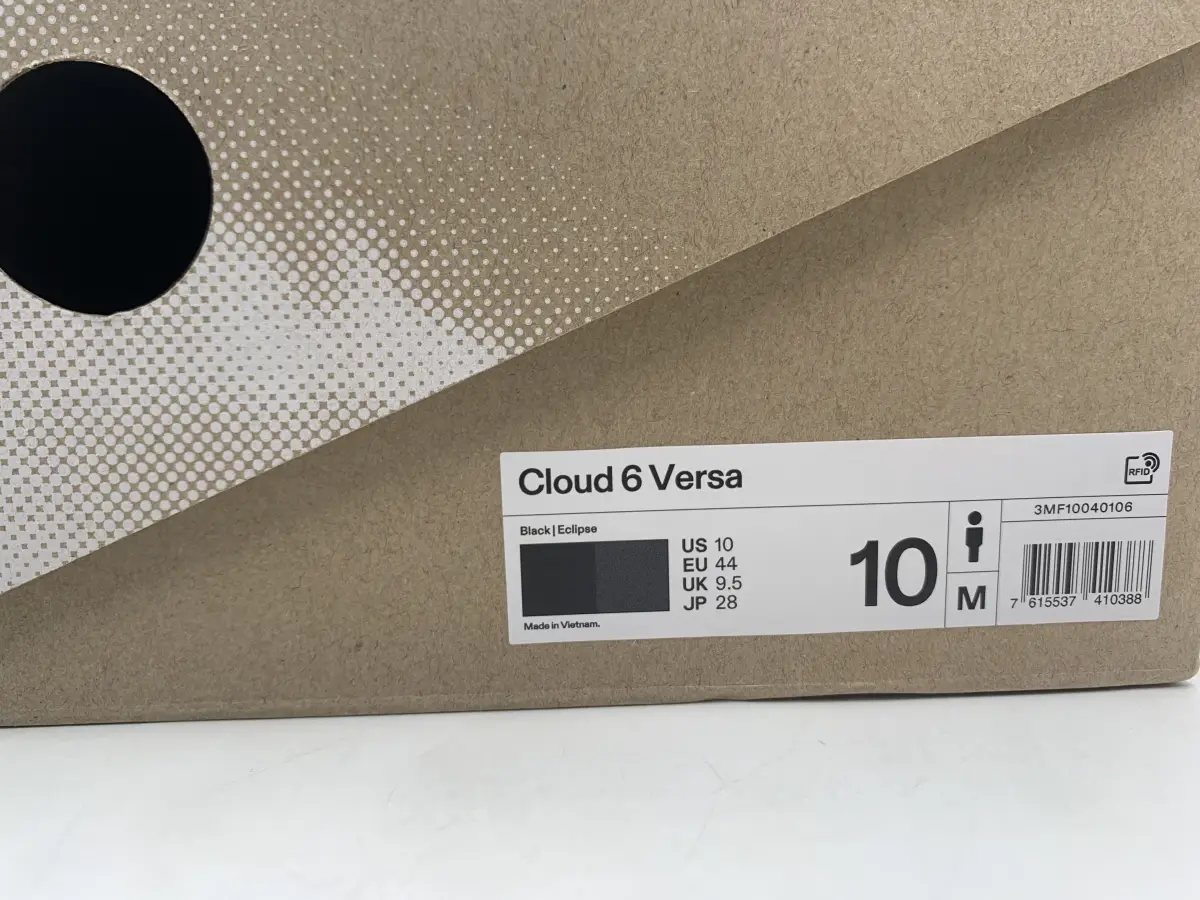 Cloud 6 Versa
RFID
Black | Eclipse
US 10
EU 44
UK 9.5
JP 28
Made in Vietnam.
10
M
3MF10040106
7 615537 410388